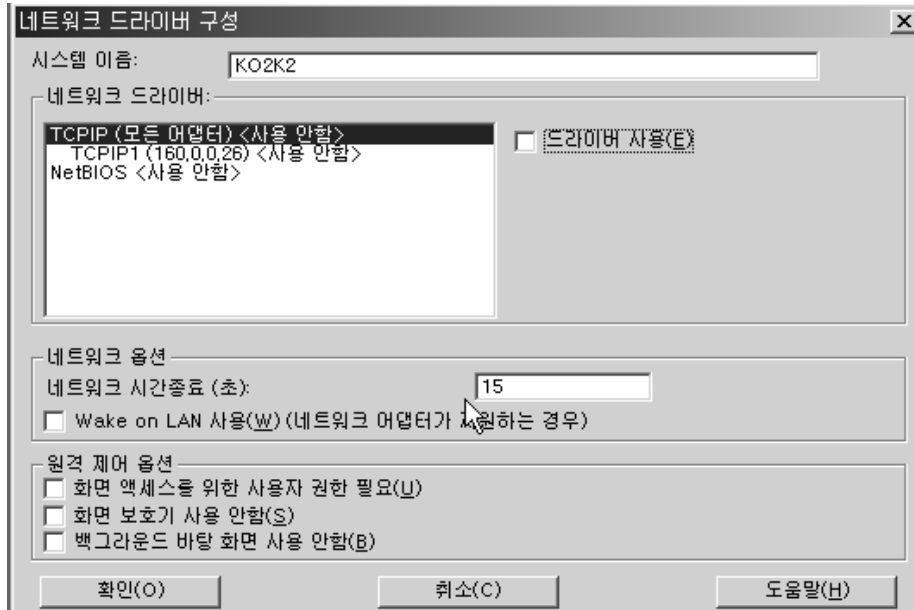 네트워크 드라이버 구성
시스템 이름:
KO2K2
네트워크 드라이버:
TCPIP (모든 어댑터) <사용 안함>
TCPIP1 (160,0,0,26) <사용 안함>
NetBIOS <사용 안함>
드라이버 사용(E)
네트워크 옵션
네트워크 시간종료 (초):
15
Wake on LAN 사용(W) (네트워크 어댑터가 지원하는 경우)
원격 제어 옵션
화면 액세스를 위한 사용자 권한 필요(U)
화면 보호기 사용 안함(S)
백그라운드 바탕 화면 사용 안함(B)
확인(O)
취소(C)
도움말(H)